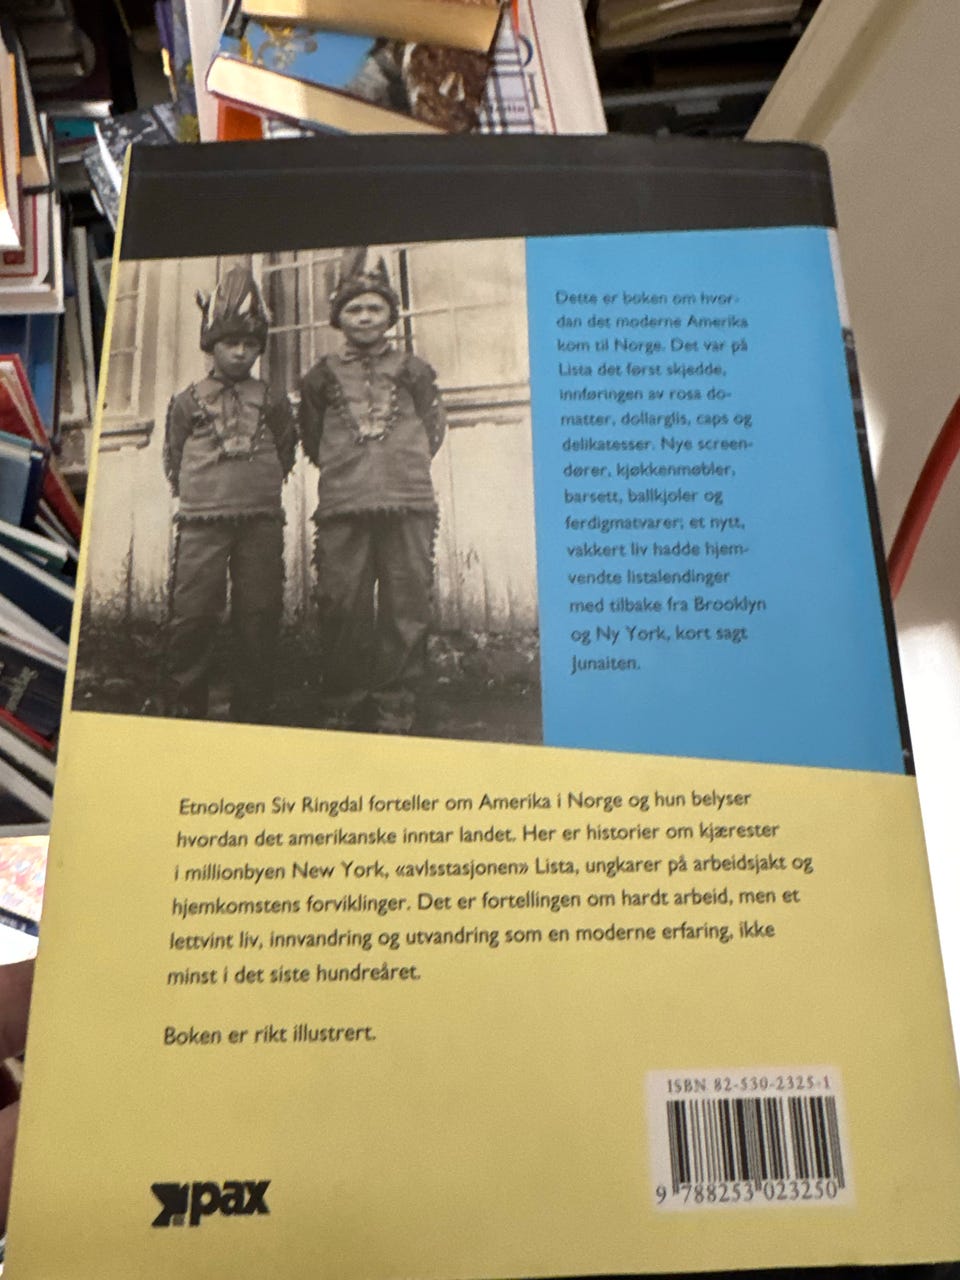 Dette er boken om hvor-
dan det moderne Amerika
kom til Norge. Det var på
Lista det først skjedde,
innføringen av rosa do-
matter, dollarglis, caps og
delikatesser. Nye screen-
dører, kjøkkenmøbler,
barsett, ballkjoler og
ferdigmatvarer; et nytt,
vakkert liv hadde hjem-
vendte listalendinger
med tilbake fra Brooklyn
og Ny York, kort sagt
Junaiten.
Etnologen Siv Ringdal forteller om Amerika i Norge og hun belyser
hvordan det amerikanske inntar landet. Her er historier om kjærester
i millionbyen New York, «avlsstasjonen» Lista, ungkarer på arbeidsjakt og
hjemkomstens forviklinger. Det er fortellingen om hardt arbeid, men et
lettvint liv, innvandring og utvandring som en moderne erfaring, ikke
minst i det siste hundreåret.
Boken er rikt illustrert.
ISBN 82-530-2325-1
9 788253 023250
pax